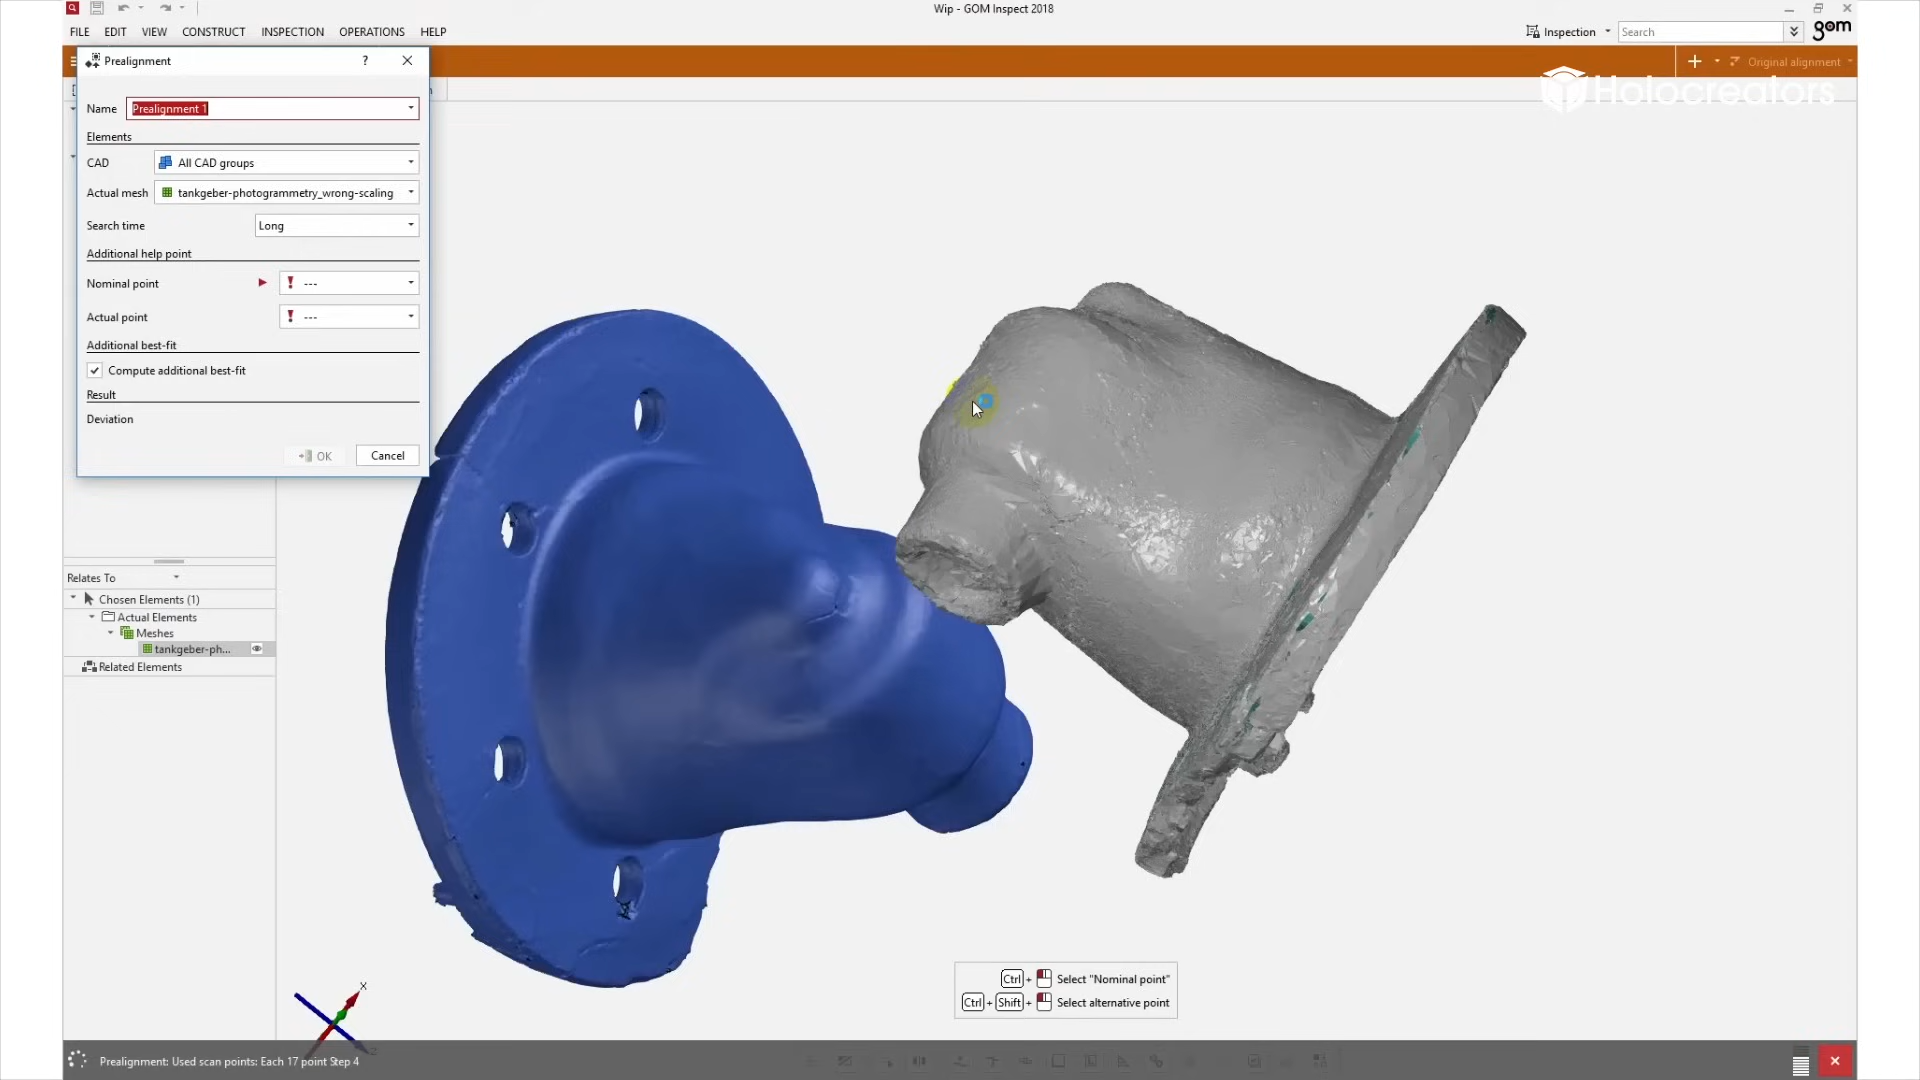 Wip - GOM Inspect 2018
FILE EDIT VIEW CONSTRUCT INSPECTION OPERATIONS HELP
Inspection
Search
gom
Prealignment
?
Original alignment
Holocreators
Name
Prealignment 1
Elements
CAD
All CAD groups
Actual mesh
tankgeber-photogrammetry_wrong-scaling
Search time
Long
Additional help point
Nominal point
---
Actual point
---
Additional best-fit
Compute additional best-fit
Result
Deviation
OK
Cancel
Relates To
Chosen Elements (1)
Actual Elements
Meshes
tankgeber-ph...
Related Elements
X
Ctrl + Select "Nominal point"
Ctrl + Shift + Select alternative point
Prealignment: Used scan points: Each 17 point Step 4